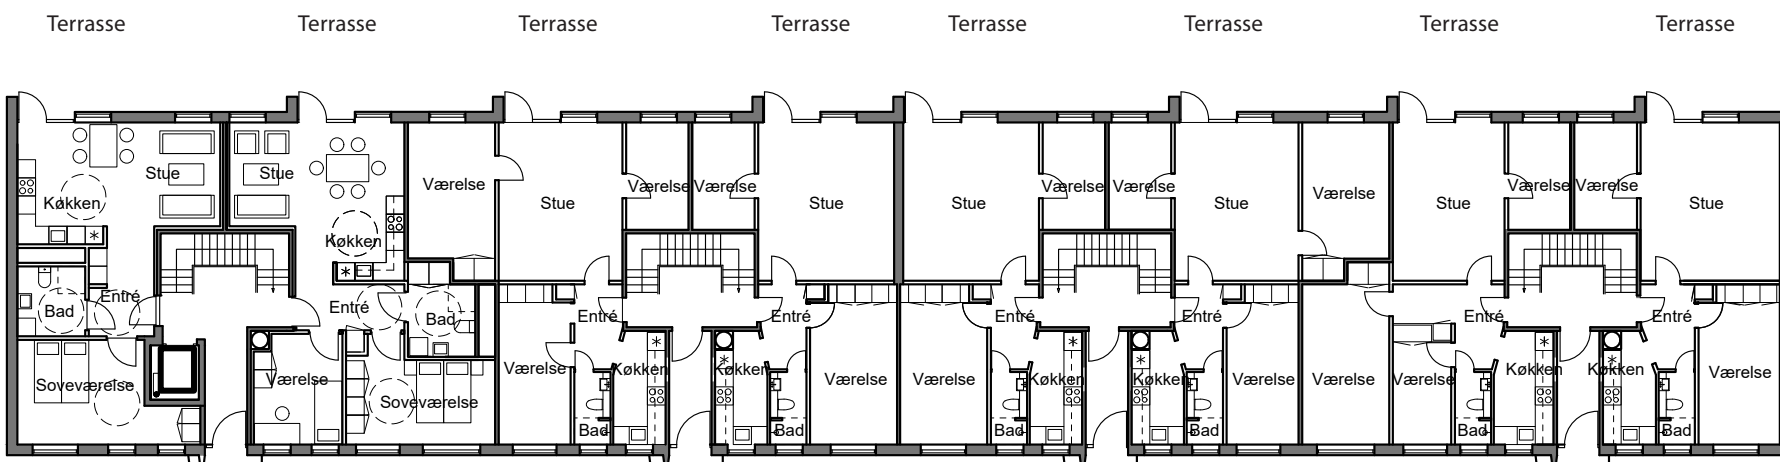 Terrasse Terrasse Terrasse Terrasse Terrasse Terrasse Terrasse Terrasse
Stue Stue Værelse Værelse Værelse Værelse Værelse Værelse Værelse Værelse
Køkken Stue Stue Stue Stue Stue Stue
Køkken
Entré Entré Bad Bad Entré Entré Entré Entré Entré Entré
Soveværelse Værelse Værelse Køkken Køkken Værelse Værelse Køkken Køkken Værelse Værelse Værelse Køkken Køkken Værelse
Soveværelse
Bad Bad Bad Bad Bad Bad